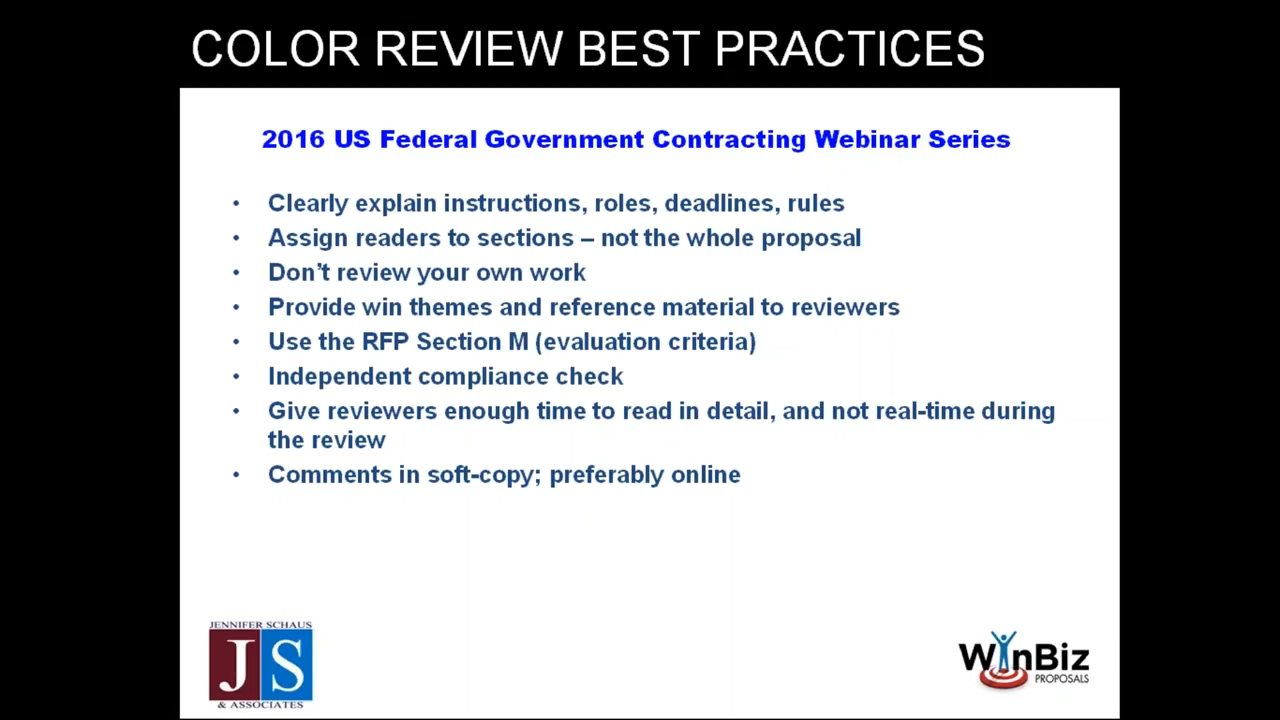 COLOR REVIEW BEST PRACTICES
2016 US Federal Government Contracting Webinar Series
• Clearly explain instructions, roles, deadlines, rules
• Assign readers to sections – not the whole proposal
• Don't review your own work
• Provide win themes and reference material to reviewers
• Use the RFP Section M (evaluation criteria)
• Independent compliance check
• Give reviewers enough time to read in detail, and not real-time during
the review
• Comments in soft-copy; preferably online
JENNIFER SCHAUS
JS
& ASSOCIATES
WinBiz
PROPOSALS